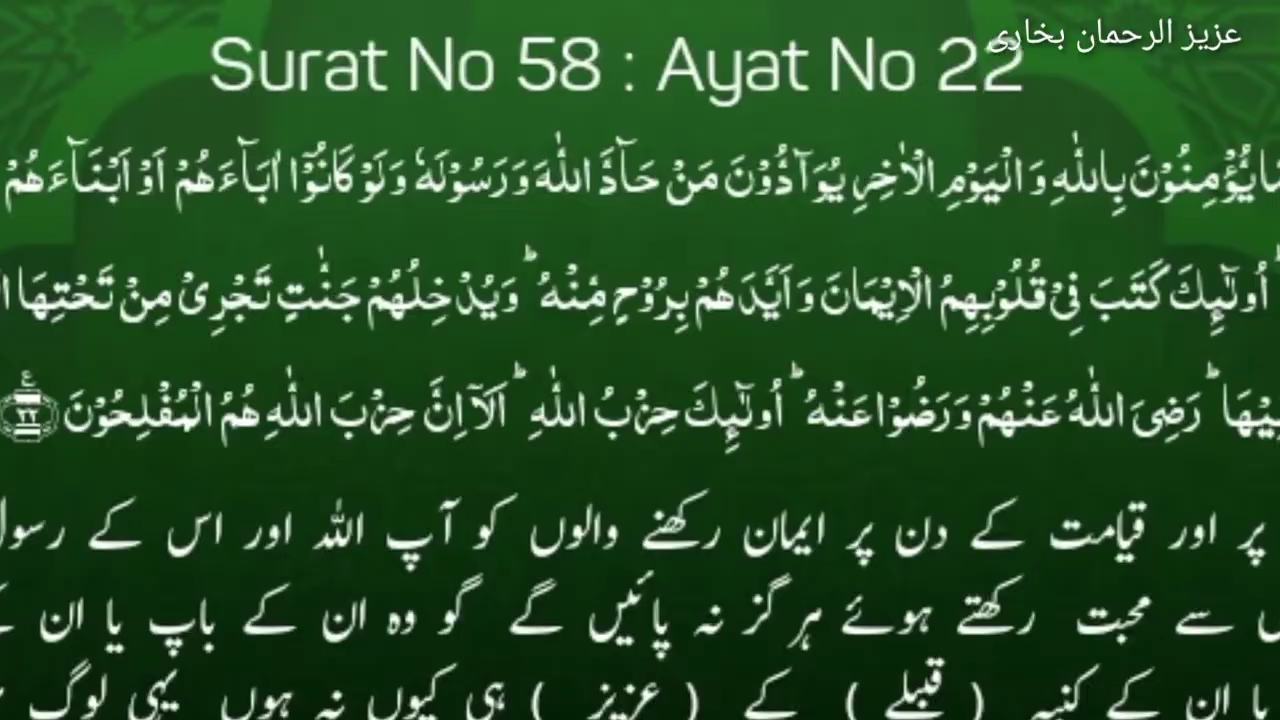 عزیز الرحمان بخاری
Surat No 58 : Ayat No 22
یُّؤْمِنُوْنَ بِاللّٰهِ وَ الْیَوْمِ الْاٰخِرِ یُوَآدُّوْنَ مَنْ حَآدَّ اللّٰهَ وَ رَسُوْلَهٗ وَ لَوْ كَانُوْۤا اٰبَآءَهُمْ اَوْ اَبْنَآءَهُمْ
اُولٰٓىِٕكَ كَتَبَ فِیْ قُلُوْبِهِمُ الْاِیْمَانَ وَ اَیَّدَهُمْ بِرُوْحٍ مِّنْهُ ؕ وَ یُدْخِلُهُمْ جَنّٰتٍ تَجْرِیْ مِنْ تَحْتِهَا
رَضِیَ اللّٰهُ عَنْهُمْ وَ رَضُوْا عَنْهُ ؕ اُولٰٓىِٕكَ حِزْبُ اللّٰهِ ؕ اَلَاۤ اِنَّ حِزْبَ اللّٰهِ هُمُ الْمُفْلِحُوْنَ ۲۲
پر اور قیامت کے دن پر ایمان رکھنے والوں کو آپ اللہ اور اس کے رسول
سے محبت رکھتے ہوئے ہرگز نہ پائیں گے گو وہ ان کے باپ یا ان
یا ان کے کنبہ ( قبیلے ) کے ( عزیز ) ہی کیوں نہ ہوں یہی لوگ